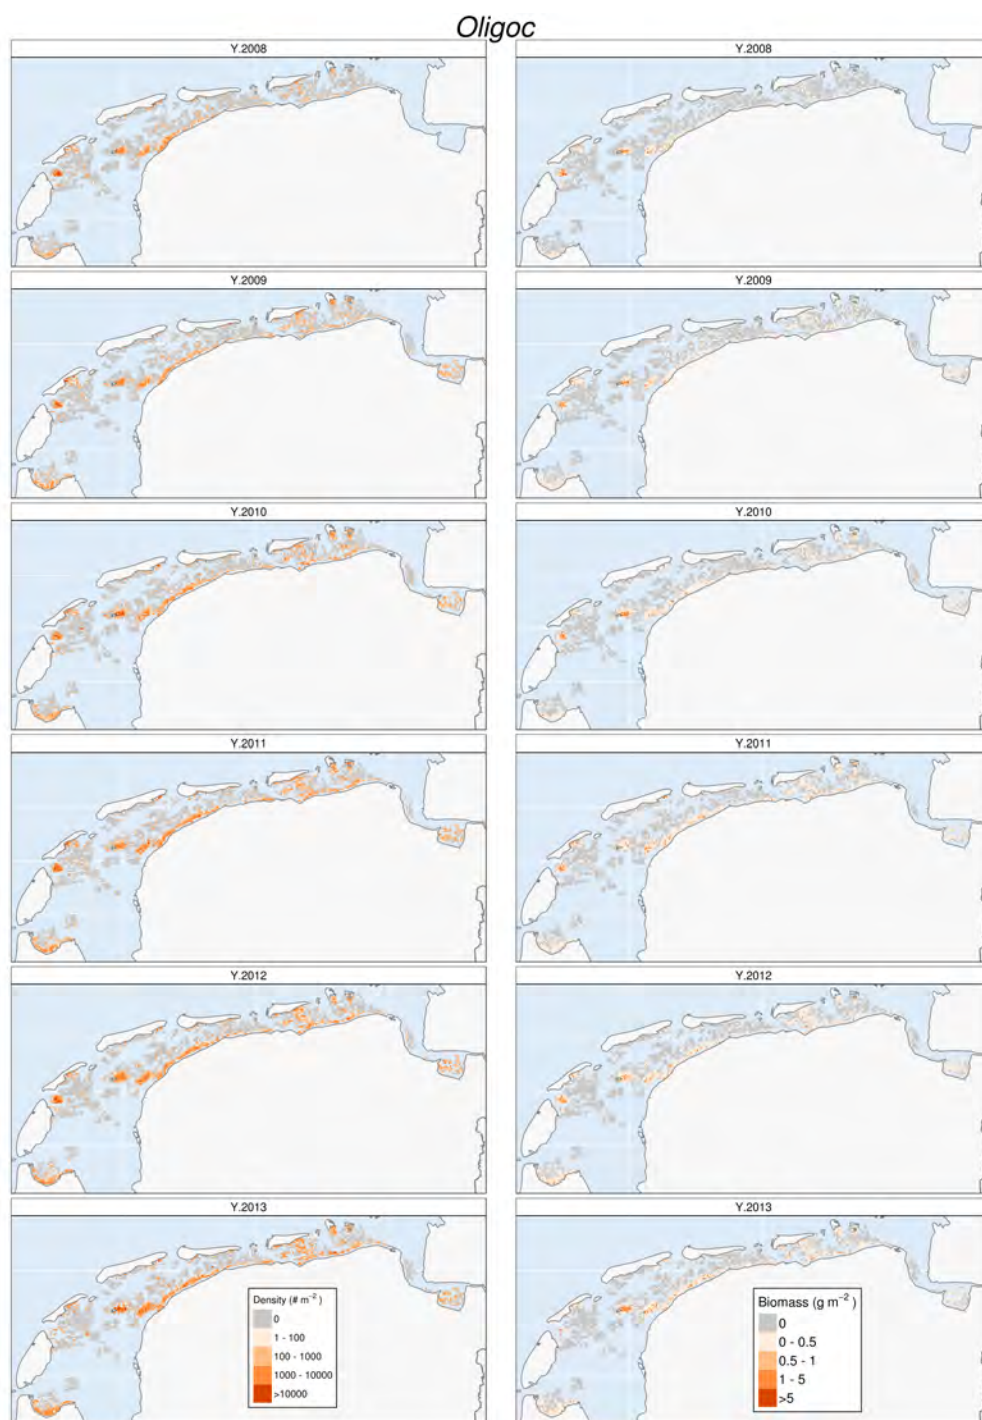 Oligoc
Y.2008
Y.2008
Y.2009
Y.2009
Y.2010
Y.2010
Y.2011
Y.2011
Y.2012
Y.2012
Y.2013
Y.2013
Density (# m⁻²)
0
1 - 100
100 - 1000
1000 - 10000
>10000
Biomass (g m⁻²)
0
0 - 0.5
0.5 - 1
1 - 5
>5